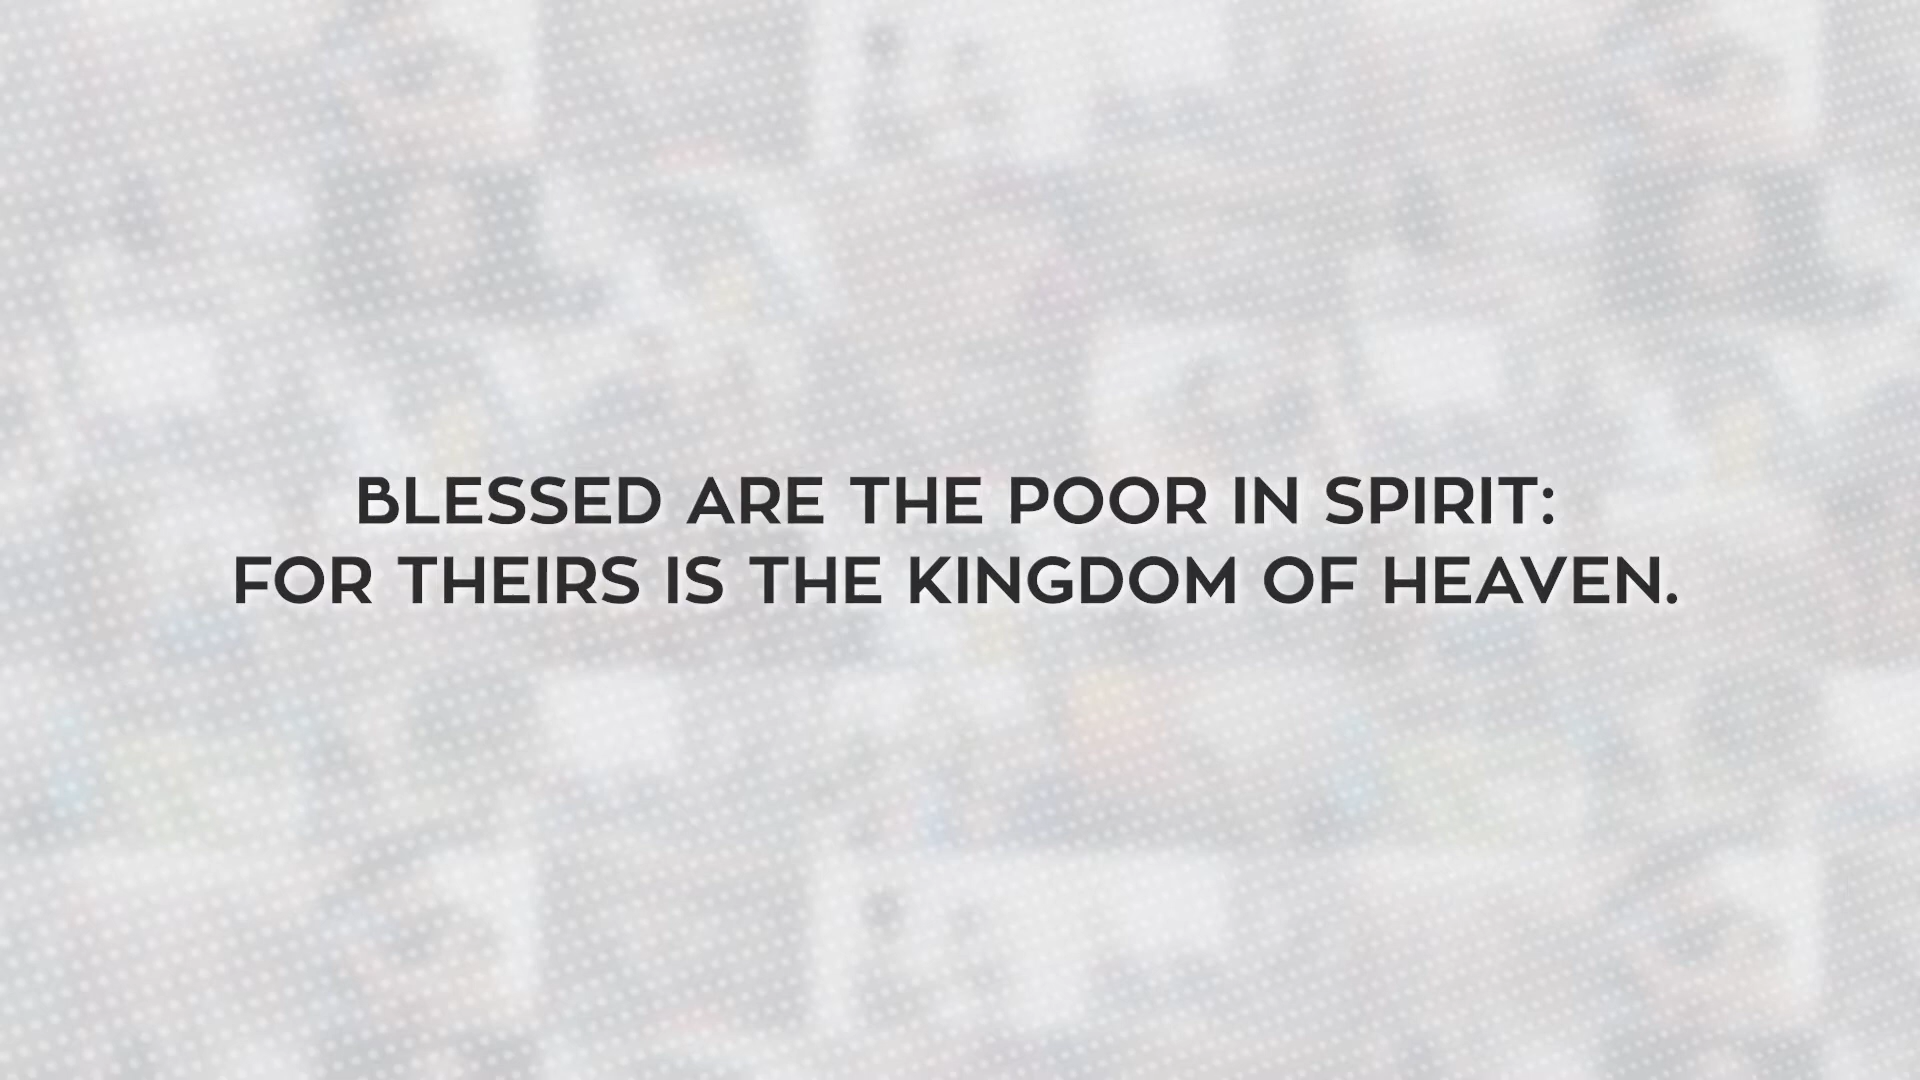 BLESSED ARE THE POOR IN SPIRIT:
FOR THEIRS IS THE KINGDOM OF HEAVEN.